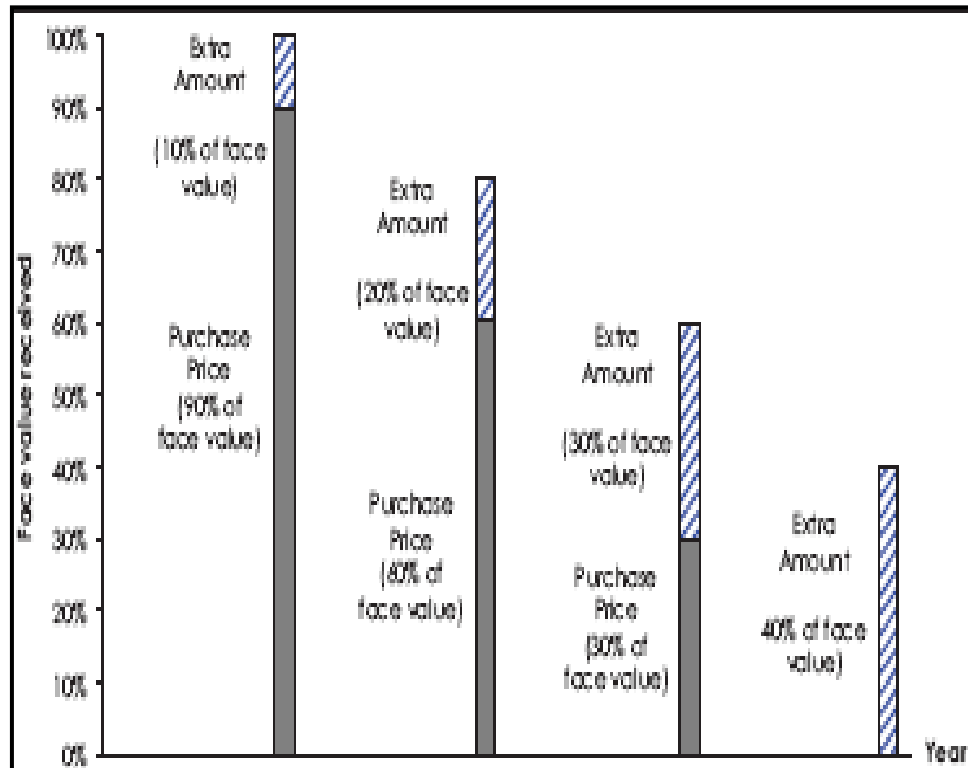 100%
90%
80%
70%
60%
50%
40%
30%
20%
10%
0%
Face value received
Extra
Amount
(10% of face
value)
Purchase
Price
(90% of
face value)
Extra
Amount
(20% of face
value)
Purchase
Price
(60% of
face value)
Extra
Amount
(30% of face
value)
Purchase
Price
(30% of
face value)
Extra
Amount
40% of face
value)
Year